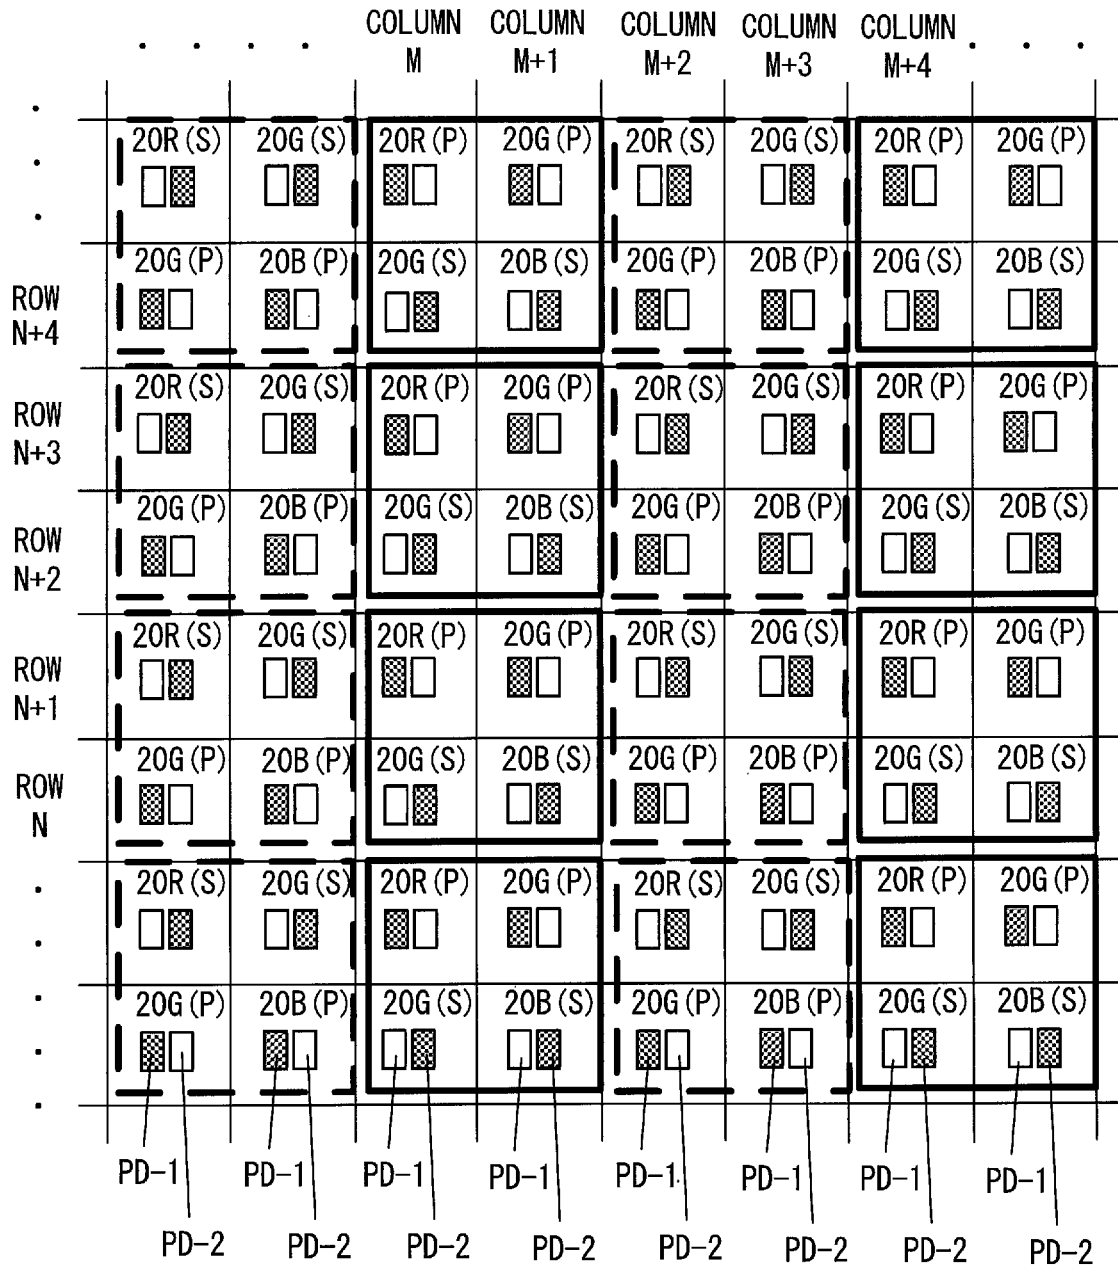 COLUMN COLUMN COLUMN COLUMN COLUMN
M M+1 M+2 M+3 M+4
20R(S) 20G(S) 20R(P) 20G(P) 20R(S) 20G(S) 20R(P) 20G(P)
20G(P) 20B(P) 20G(S) 20B(S) 20G(P) 20B(P) 20G(S) 20B(S)
ROW
N+4
20R(S) 20G(S) 20R(P) 20G(P) 20R(S) 20G(S) 20R(P) 20G(P)
ROW
N+3
20G(P) 20B(P) 20G(S) 20B(S) 20G(P) 20B(P) 20G(S) 20B(S)
ROW
N+2
20R(S) 20G(S) 20R(P) 20G(P) 20R(S) 20G(S) 20R(P) 20G(P)
ROW
N+1
20G(P) 20B(P) 20G(S) 20B(S) 20G(P) 20B(P) 20G(S) 20B(S)
ROW
N
20R(S) 20G(S) 20R(P) 20G(P) 20R(S) 20G(S) 20R(P) 20G(P)
20G(P) 20B(P) 20G(S) 20B(S) 20G(P) 20B(P) 20G(S) 20B(S)
PD-1 PD-1 PD-1 PD-1 PD-1 PD-1 PD-1 PD-1
PD-2 PD-2 PD-2 PD-2 PD-2 PD-2 PD-2 PD-2